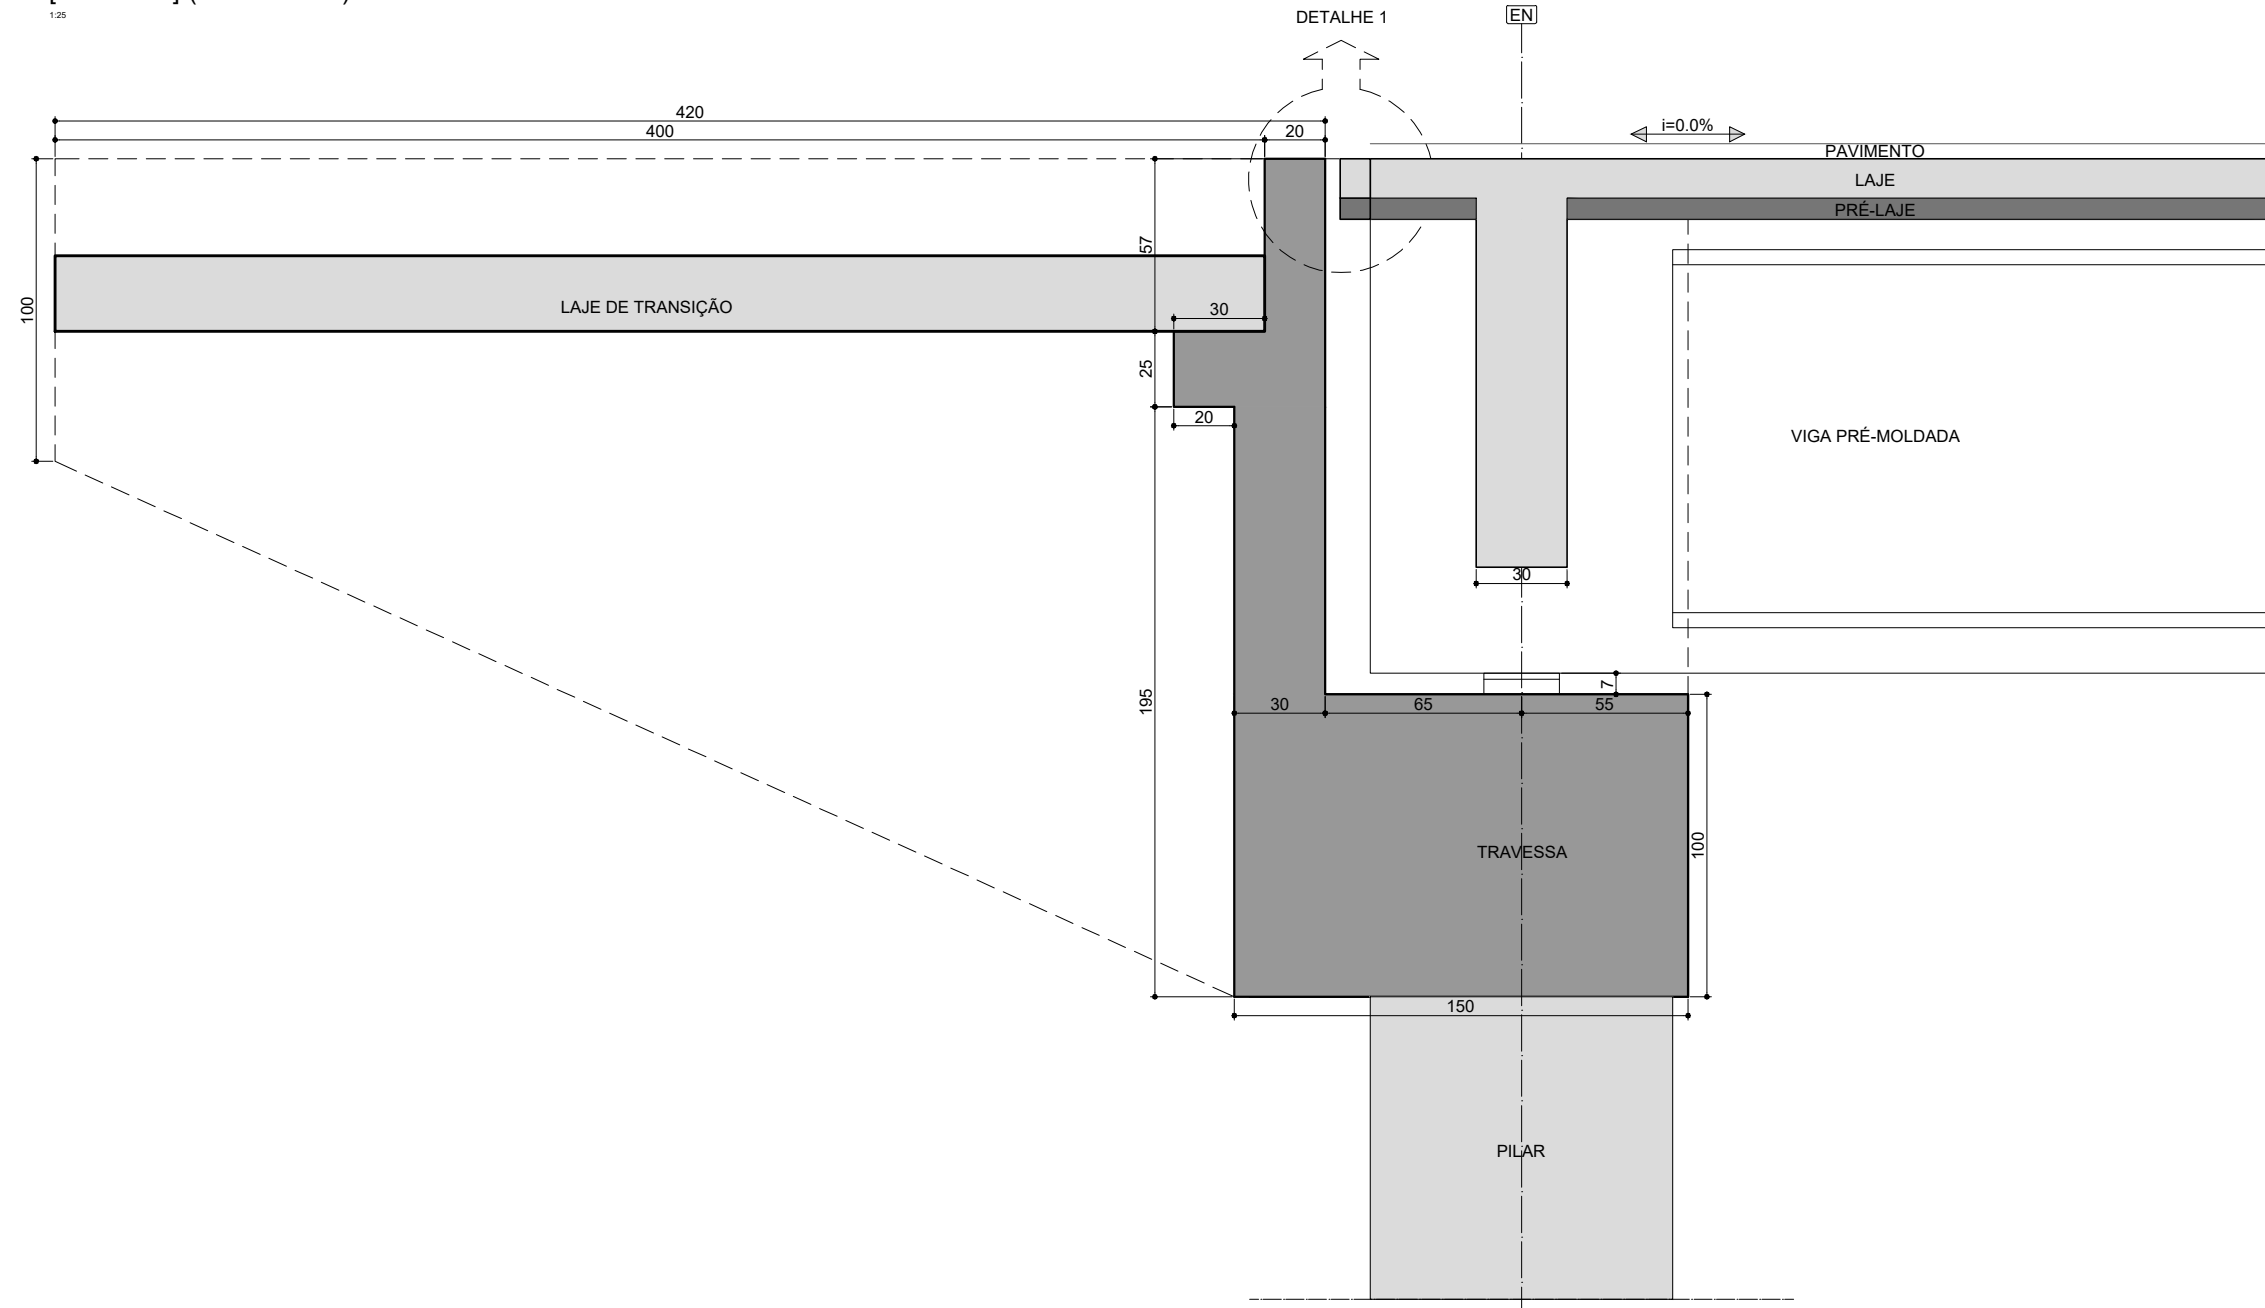 1:25
DETALHE 1
EN
420
400
20
i=0.0%
PAVIMENTO
LAJE
PRÉ-LAJE
57
100
LAJE DE TRANSIÇÃO
30
25
20
VIGA PRÉ-MOLDADA
30
7
195
30
65
55
TRAVESSA
100
150
PILAR